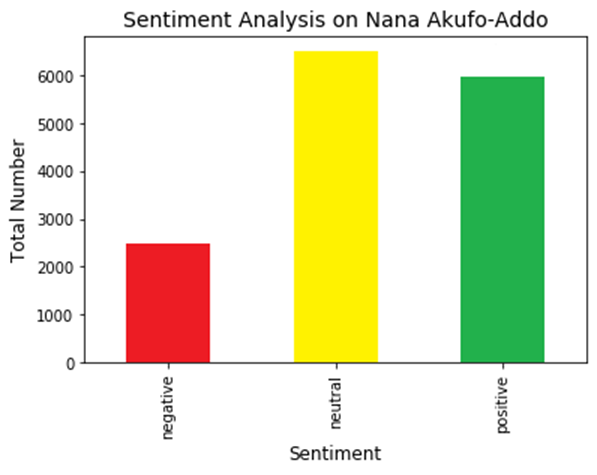 Sentiment Analysis on Nana Akufo-Addo
Total Number
6000
5000
4000
3000
2000
1000
0
negative
neutral
positive
Sentiment